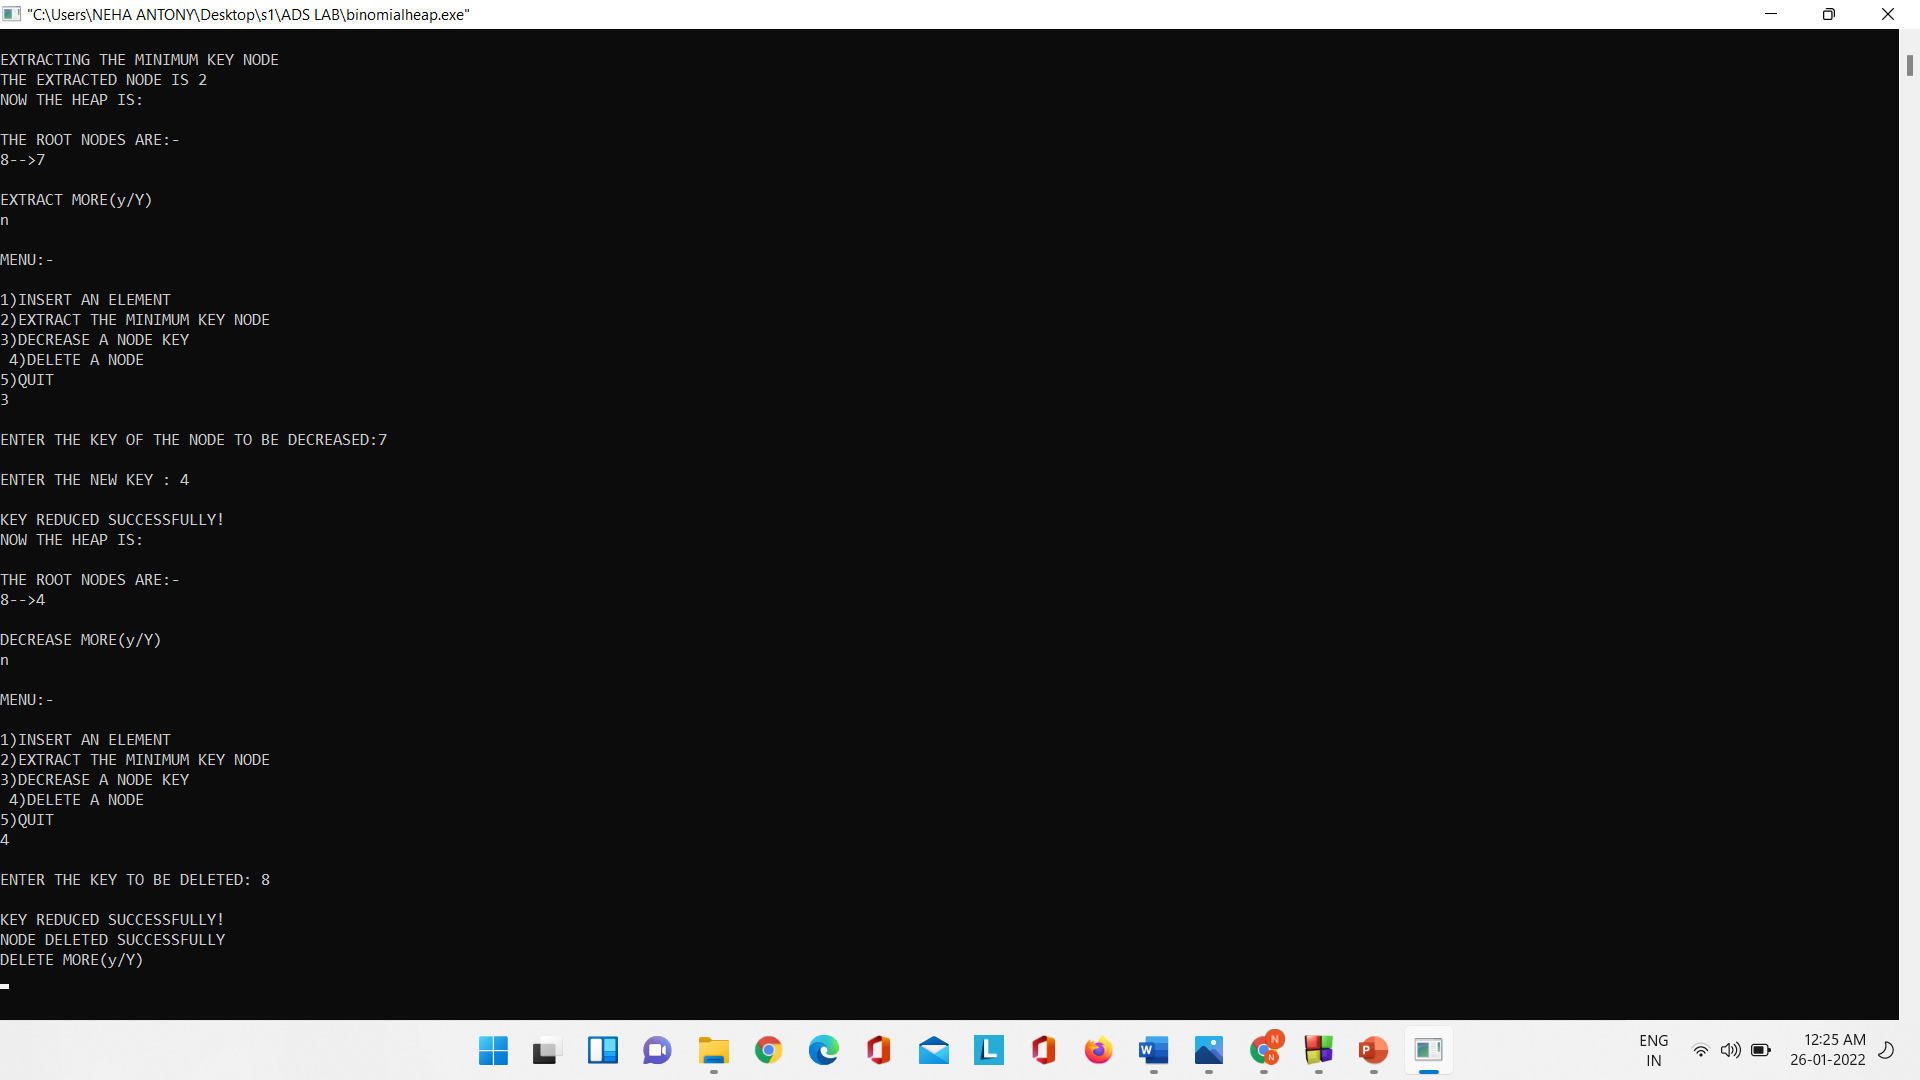 "C:\Users\NEHA ANTONY\Desktop\s1\ADS LAB\binomialheap.exe"
EXTRACTING THE MINIMUM KEY NODE
THE EXTRACTED NODE IS 2
NOW THE HEAP IS:
THE ROOT NODES ARE:-
8-->7
EXTRACT MORE(y/Y)
n
MENU:-
1)INSERT AN ELEMENT
2)EXTRACT THE MINIMUM KEY NODE
3)DECREASE A NODE KEY
 4)DELETE A NODE
5)QUIT
3
ENTER THE KEY OF THE NODE TO BE DECREASED:7
ENTER THE NEW KEY : 4
KEY REDUCED SUCCESSFULLY!
NOW THE HEAP IS:
THE ROOT NODES ARE:-
8-->4
DECREASE MORE(y/Y)
n
MENU:-
1)INSERT AN ELEMENT
2)EXTRACT THE MINIMUM KEY NODE
3)DECREASE A NODE KEY
 4)DELETE A NODE
5)QUIT
4
ENTER THE KEY TO BE DELETED: 8
KEY REDUCED SUCCESSFULLY!
NODE DELETED SUCCESSFULLY
DELETE MORE(y/Y)
L
W
N
N
P
ENG
IN
12:25 AM
26-01-2022